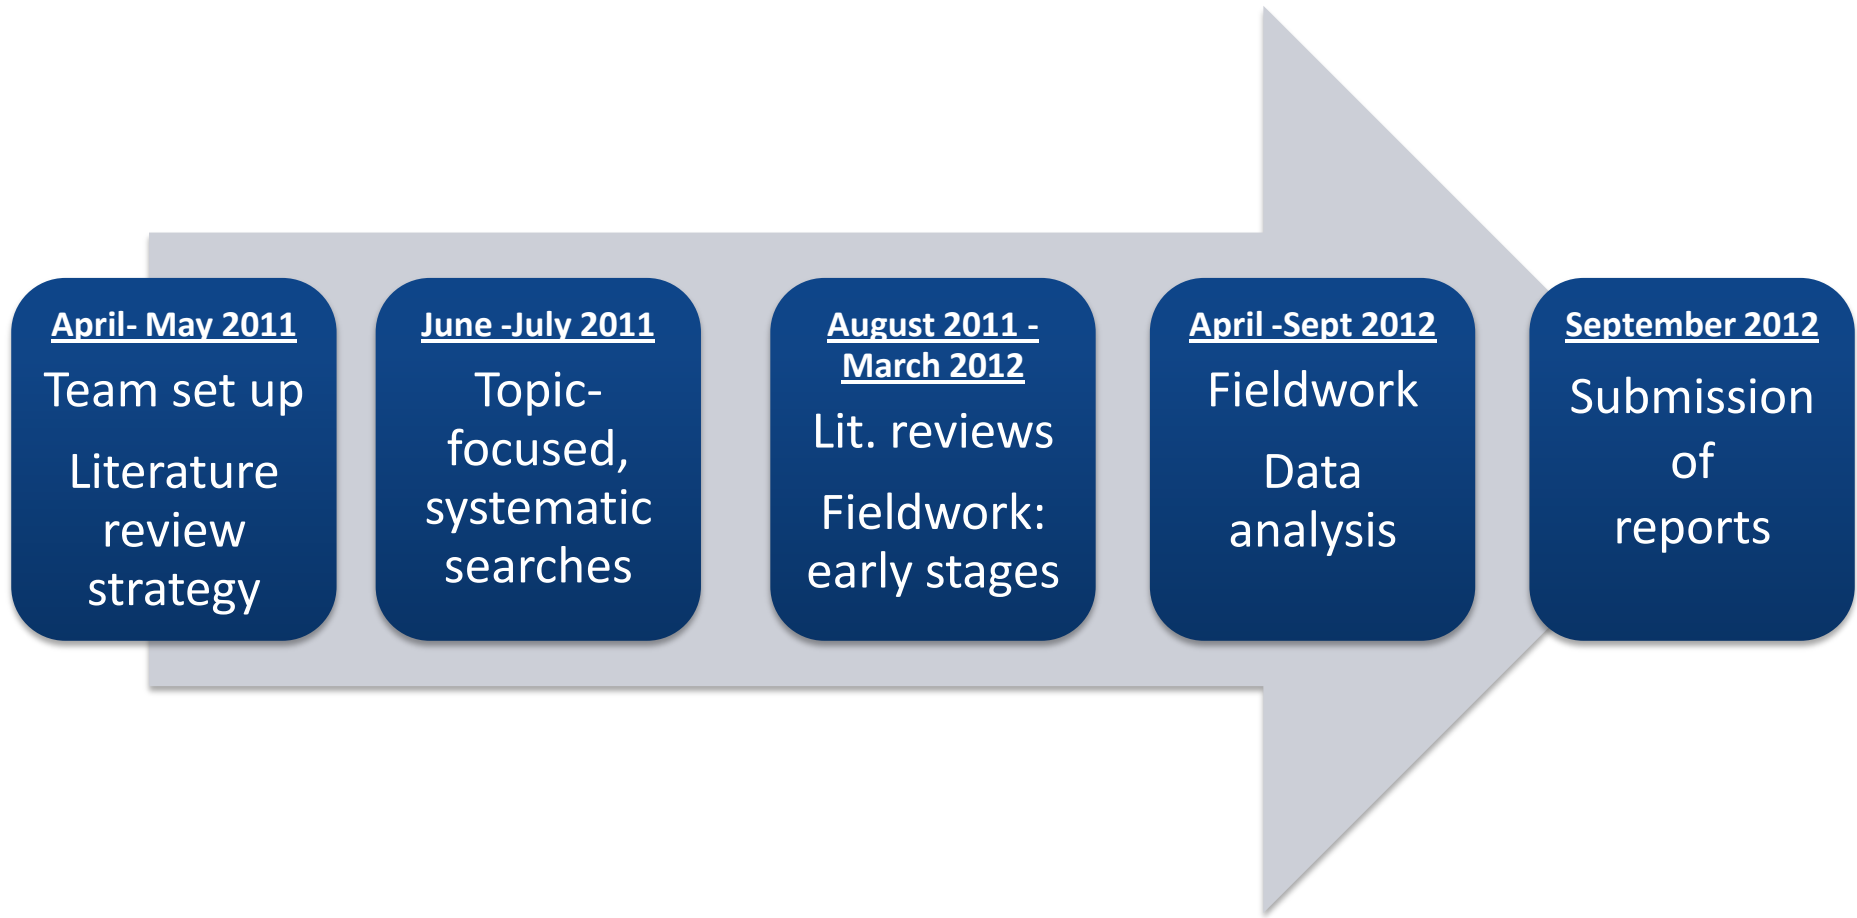 April- May 2011
Team set up
Literature
review
strategy
June -July 2011
Topic-
focused,
systematic
searches
August 2011 -
March 2012
Lit. reviews
Fieldwork:
early stages
April -Sept 2012
Fieldwork
Data
analysis
September 2012
Submission
of
reports